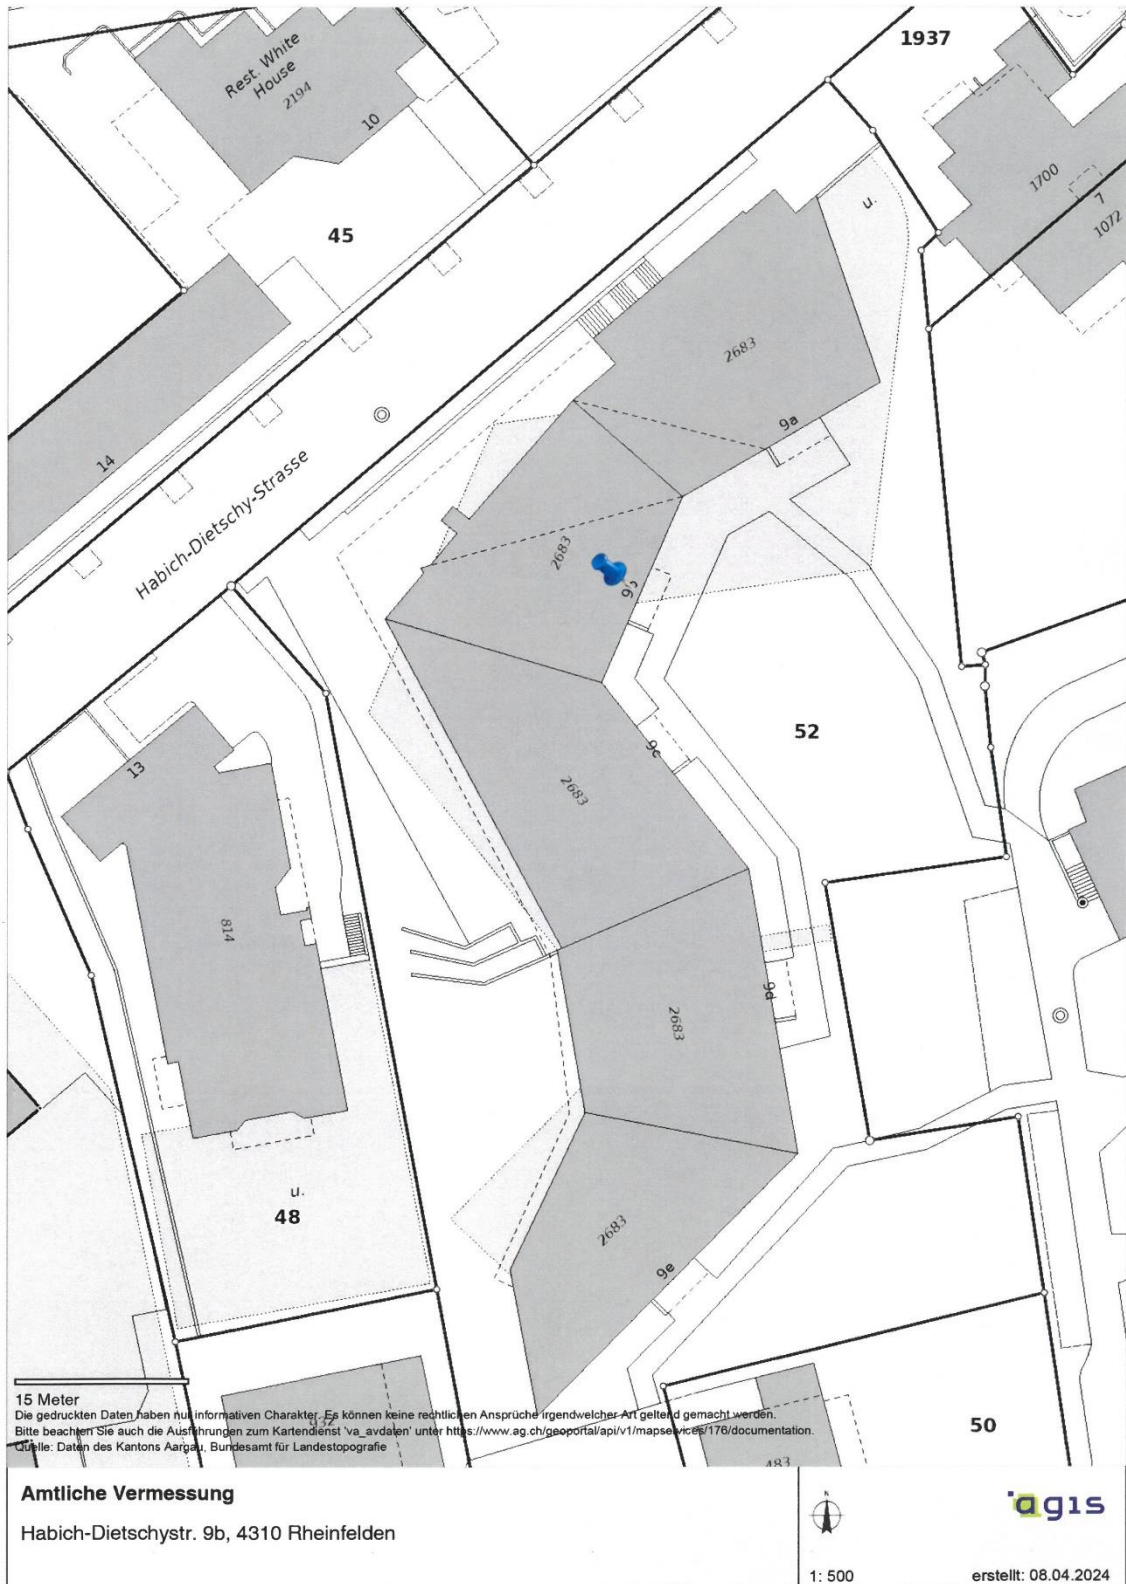 1937
Rest. White
House
2194
10
1700
7
1072
u.
45
2683
14
9a
Habich-Dietschy-Strasse
2683
9b
52
9c
13
2683
814
9d
2683
u.
48
2683
9e
15 Meter
Die gedruckten Daten haben nur informativen Charakter. Es können keine rechtlichen Ansprüche irgendwelcher Art geltend gemacht werden.
Bitte beachten Sie auch die Ausführungen zum Kartendienst 'va_avdaten' unter https://www.ag.ch/geoportal/api/v1/mapservices/176/documentation.
Quelle: Daten des Kantons Aargau, Bundesamt für Landestopografie
932
50
483
Amtliche Vermessung
Habich-Dietschystr. 9b, 4310 Rheinfelden
N
agis
1: 500
erstellt: 08.04.2024